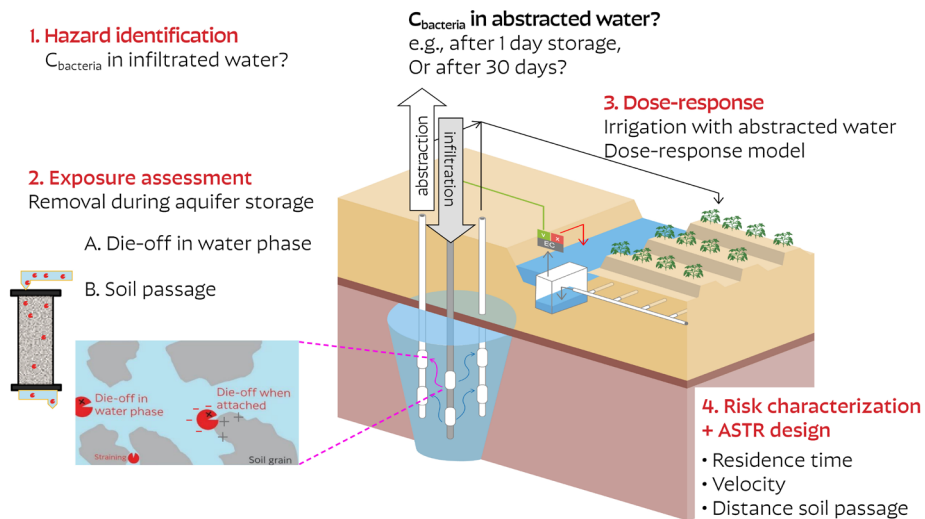 1. Hazard identification
C_bacteria in infiltrated water?
C_bacteria in abstracted water?
e.g., after 1 day storage,
Or after 30 days?
abstraction
infiltration
3. Dose-response
Irrigation with abstracted water
Dose-response model
2. Exposure assessment
Removal during aquifer storage
A. Die-off in water phase
B. Soil passage
EC
Die-off in
water phase
Die-off when
attached
Straining
Soil grain
4. Risk characterization
+ ASTR design
• Residence time
• Velocity
• Distance soil passage